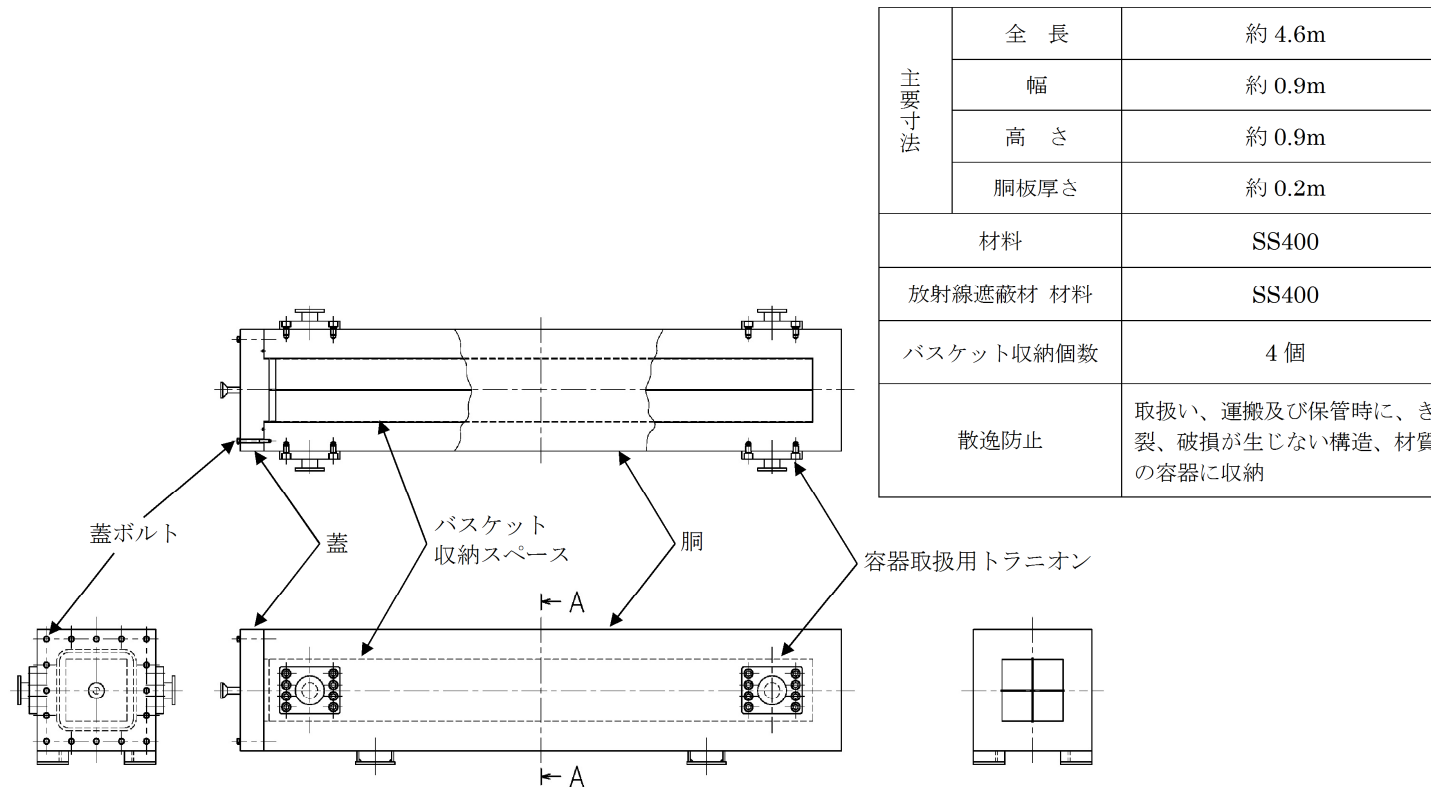 主要寸法
全　長
約 4.6m
幅
約 0.9m
高　さ
約 0.9m
胴板厚さ
約 0.2m
材料
SS400
放射線遮蔽材 材料
SS400
バスケット収納個数
4 個
散逸防止
取扱い、運搬及び保管時に、き
裂、破損が生じない構造、材質
の容器に収納
蓋ボルト
蓋
バスケット
収納スペース
胴
容器取扱用トラニオン
A
A